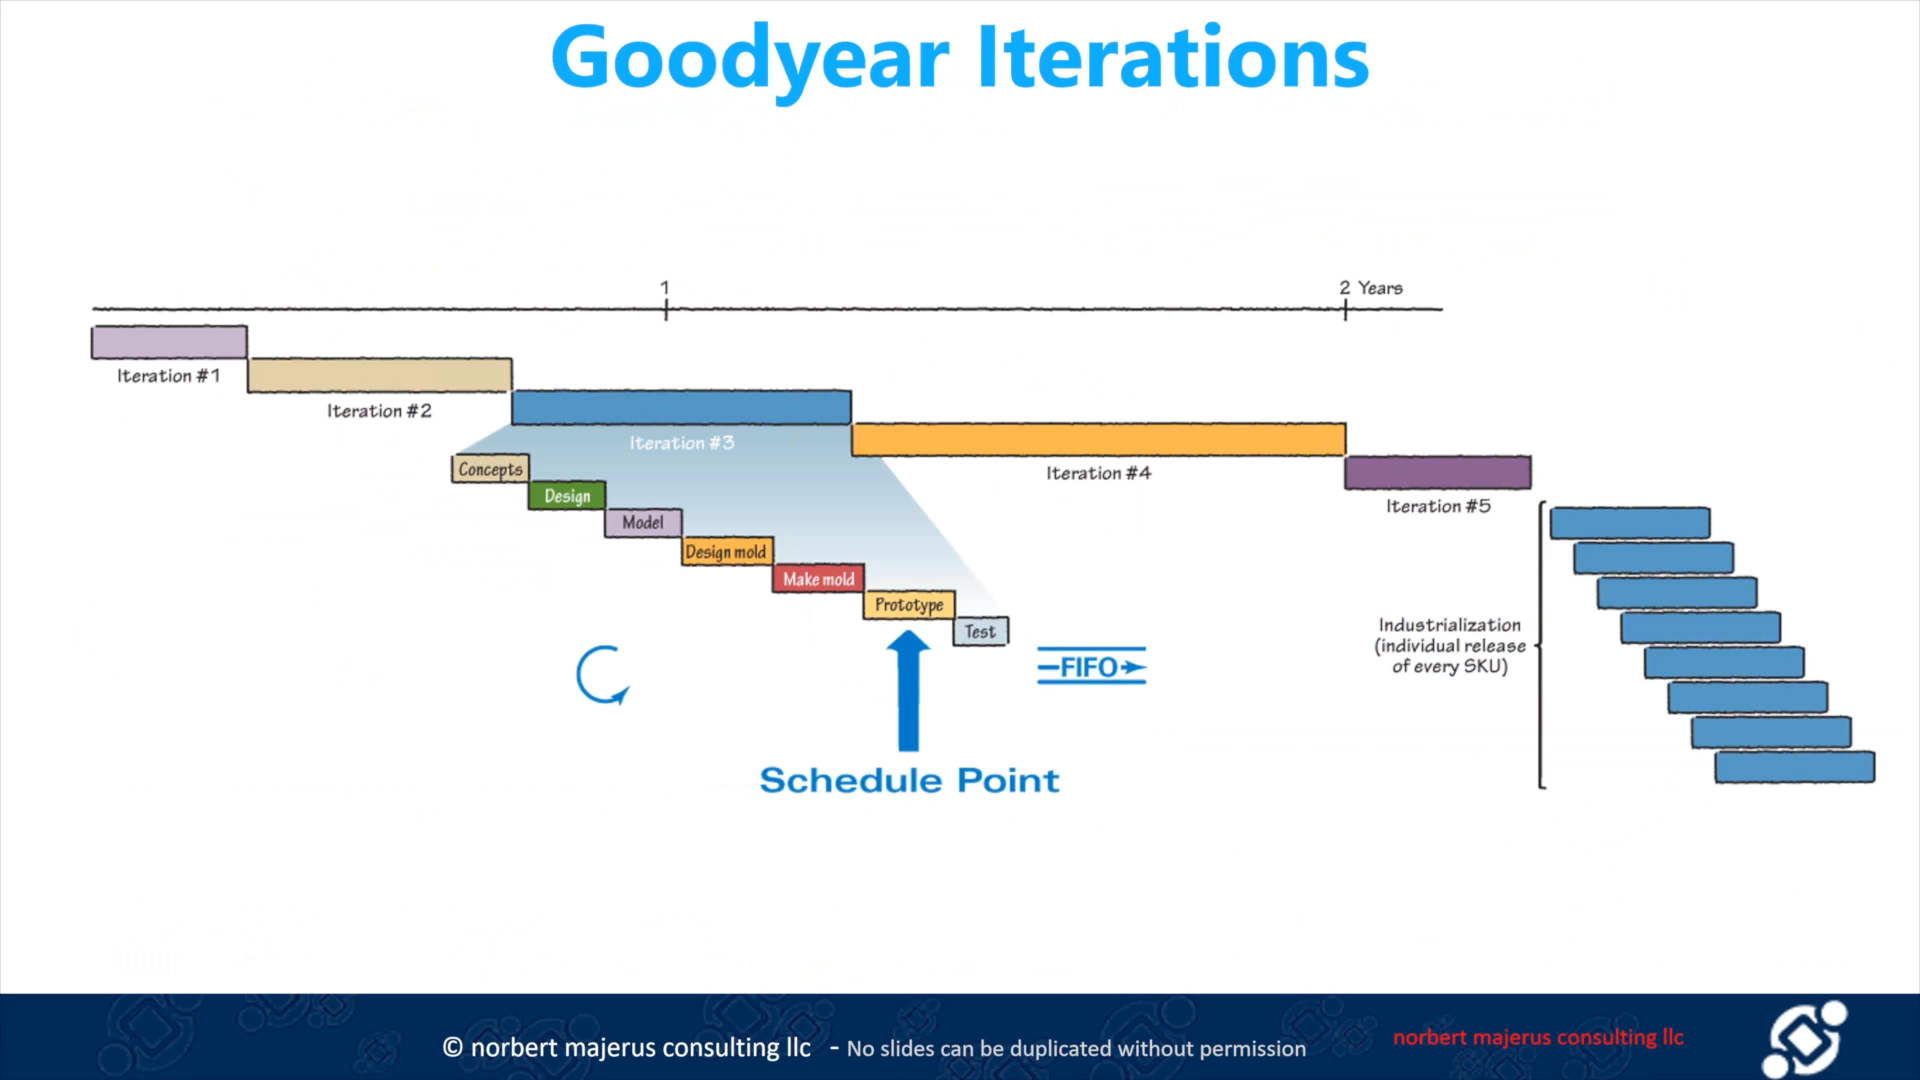 Goodyear Iterations
1
2 Years
Iteration #1
Iteration #2
Iteration #3
Iteration #4
Iteration #5
Concepts
Design
Model
Design mold
Make mold
Prototype
Test
FIFO
Schedule Point
Industrialization
(individual release
of every SKU)
© norbert majerus consulting llc - No slides can be duplicated without permission
norbert majerus consulting llc